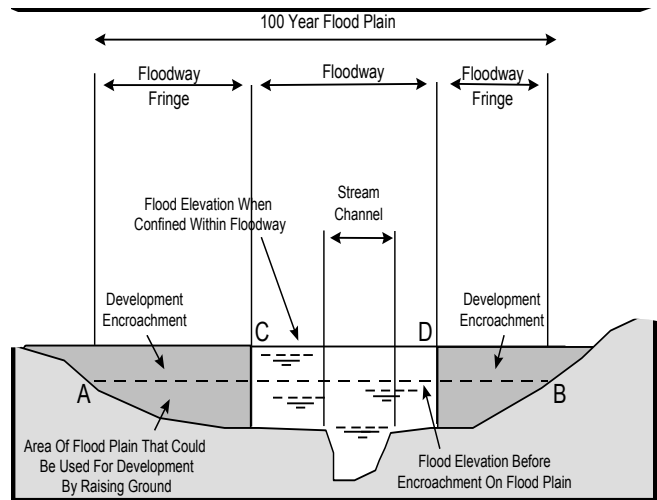 100 Year Flood Plain
Floodway
Fringe
Floodway
Floodway
Fringe
Flood Elevation When
Confined Within Floodway
Stream
Channel
Development
Encroachment
C
D
Development
Encroachment
A
B
Area Of Flood Plain That Could
Be Used For Development
By Raising Ground
Flood Elevation Before
Encroachment On Flood Plain